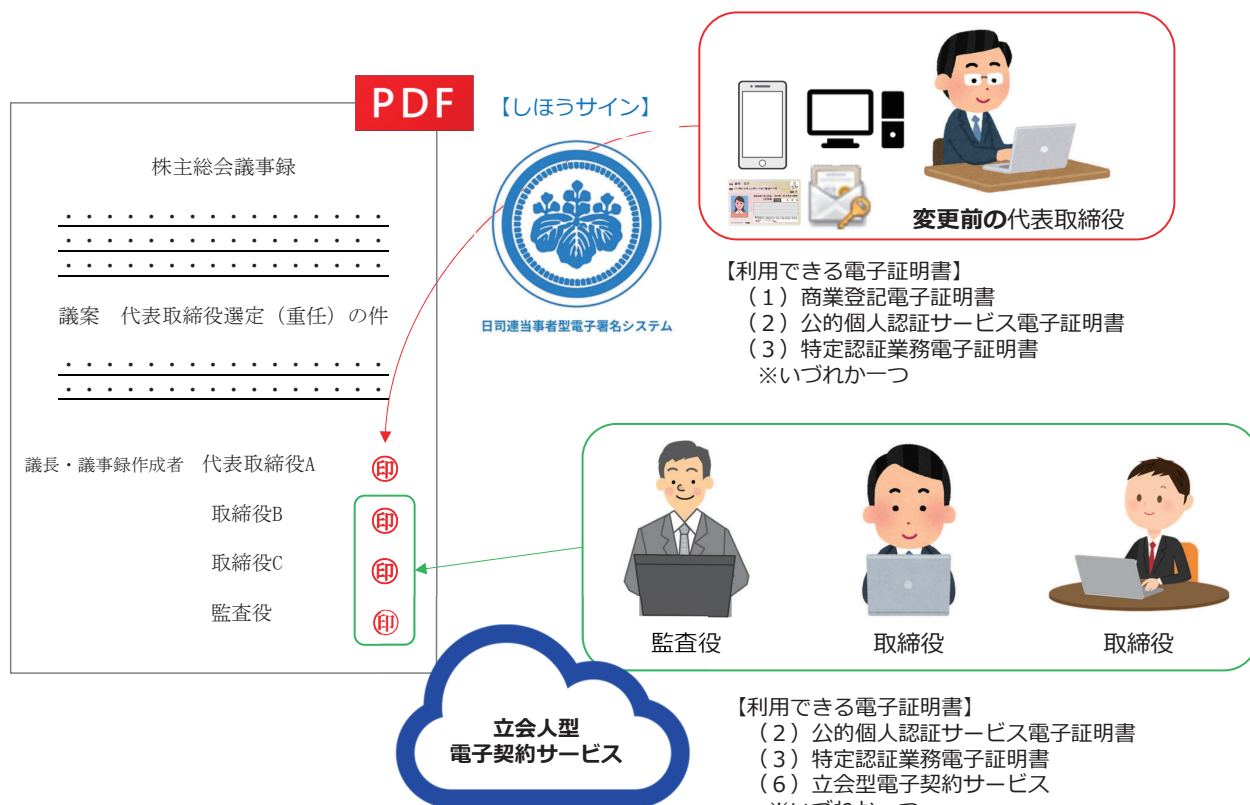 PDF
株主総会議事録
・・・・・・・・・・・・・・・
・・・・・・・・・・・・・・・
・・・・・・・・・・・・・・・
議案　代表取締役選定（重任）の件
・・・・・・・・・・・・・・・
・・・・・・・・・・・・・・・
議長・議事録作成者　代表取締役A　印
取締役B　印
取締役C　印
監査役　印
【しほうサイン】
日司連当事者型電子署名システム
変更前の代表取締役
【利用できる電子証明書】
（１）商業登記電子証明書
（２）公的個人認証サービス電子証明書
（３）特定認証業務電子証明書
※いづれか一つ
監査役
取締役
取締役
立会人型
電子契約サービス
【利用できる電子証明書】
（２）公的個人認証サービス電子証明書
（３）特定認証業務電子証明書
（６）立会型電子契約サービス
※いづれか一つ